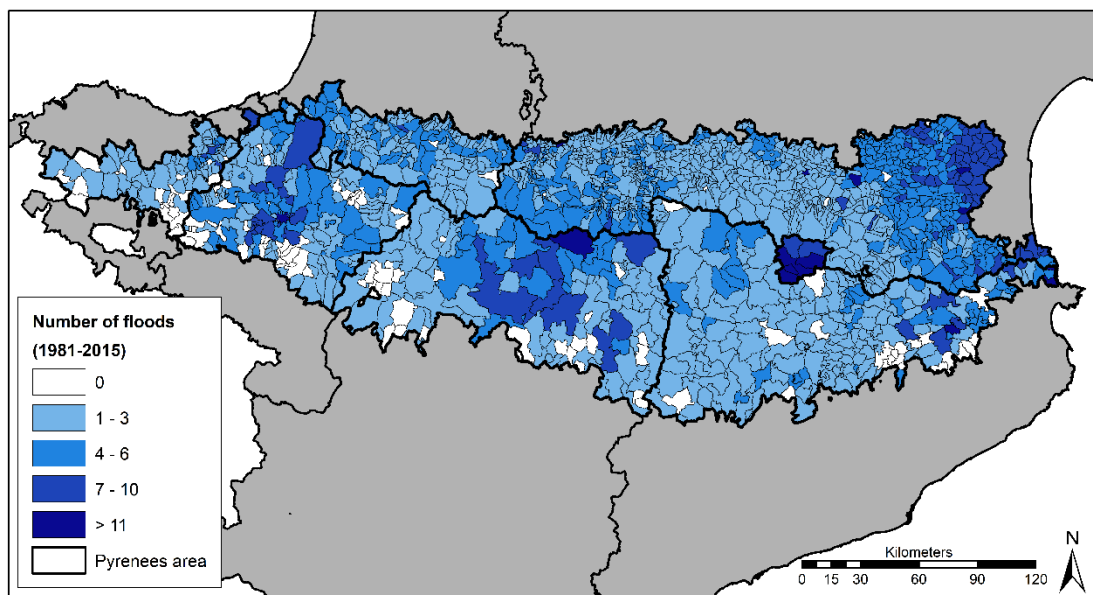 Number of floods
(1981-2015)
0
1 - 3
4 - 6
7 - 10
> 11
Pyrenees area
N
Kilometers
0 15 30 60 90 120